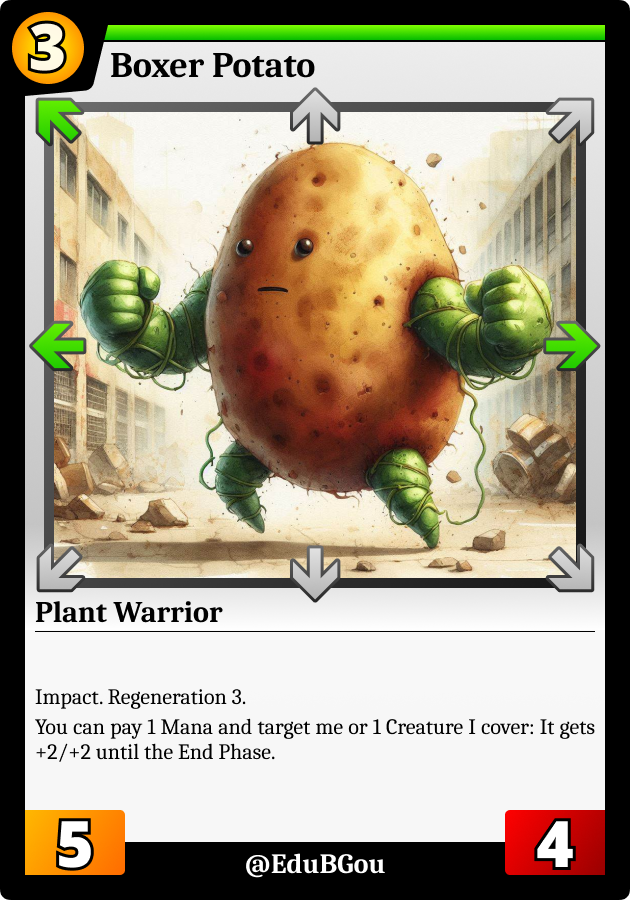 3
Boxer Potato
Plant Warrior
Impact. Regeneration 3.
You can pay 1 Mana and target me or 1 Creature I cover: It gets
+2/+2 until the End Phase.
5
@EduBGou
4